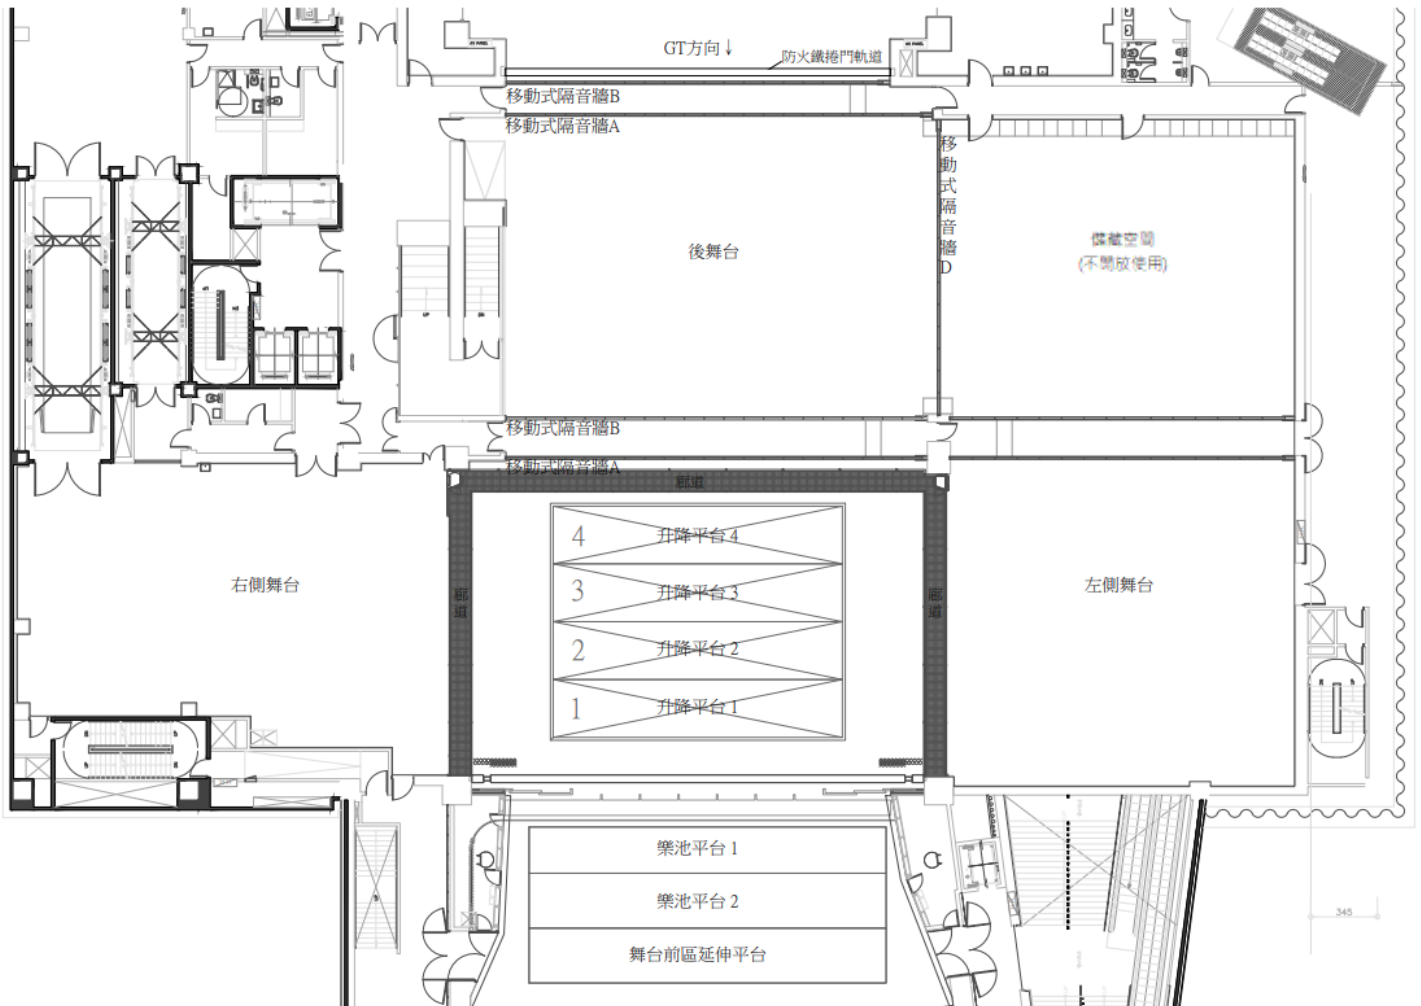 GT方向↓
防火鐵捲門軌道
移動式隔音牆B
移動式隔音牆A
移動式隔音牆D
後舞台
儲藏空間
(不開放使用)
UP
移動式隔音牆B
移動式隔音牆A
廊道
4
升降平台 4
右側舞台
左側舞台
廊道
3
升降平台 3
廊道
2
升降平台 2
1
升降平台 1
樂池平台 1
樂池平台 2
345
舞台前區延伸平台